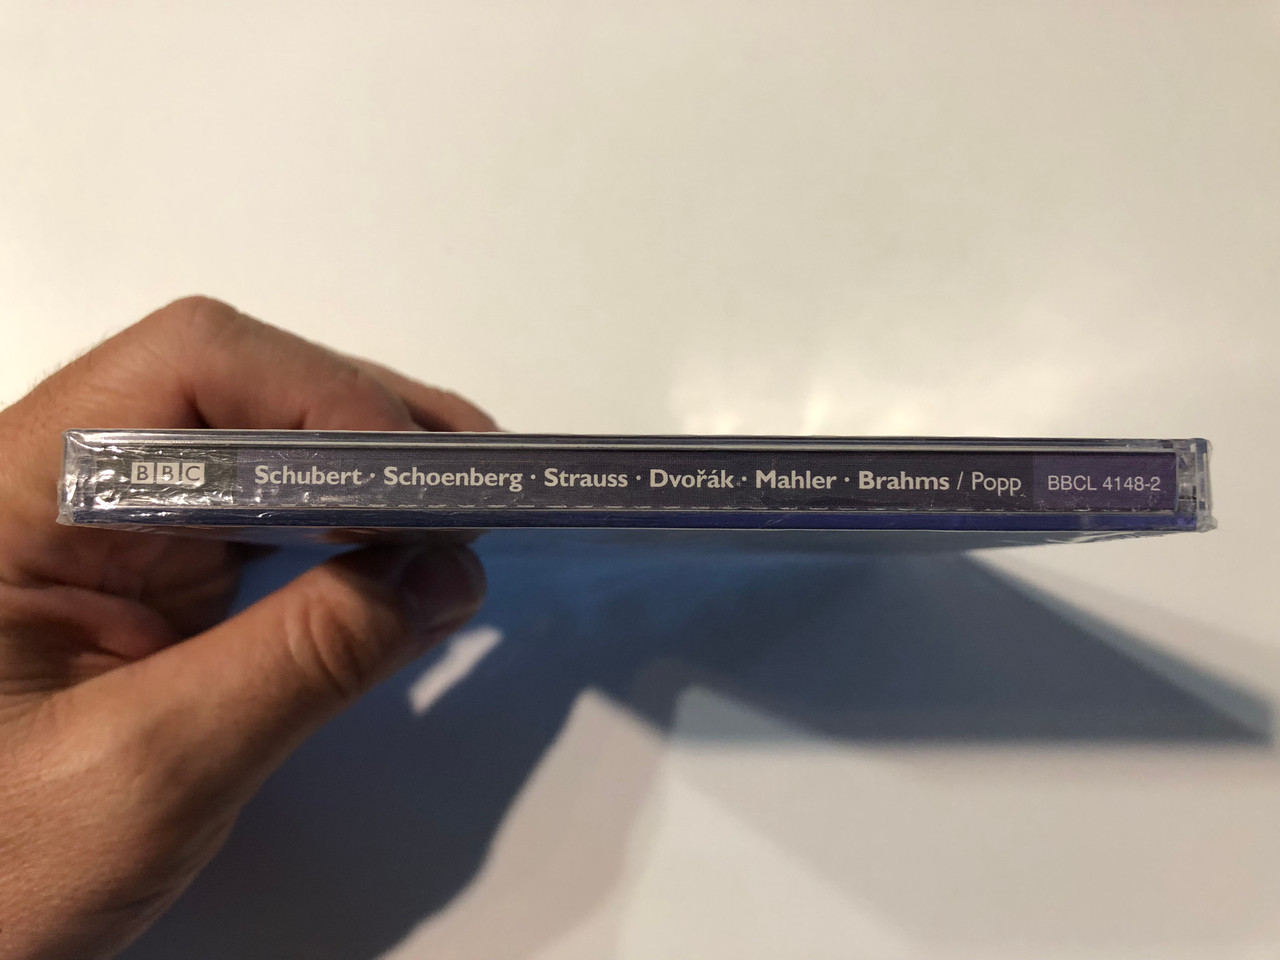 BBC Schubert · Schoenberg · Strauss · Dvořák · Mahler · Brahms / Popp BBCL 4148-2